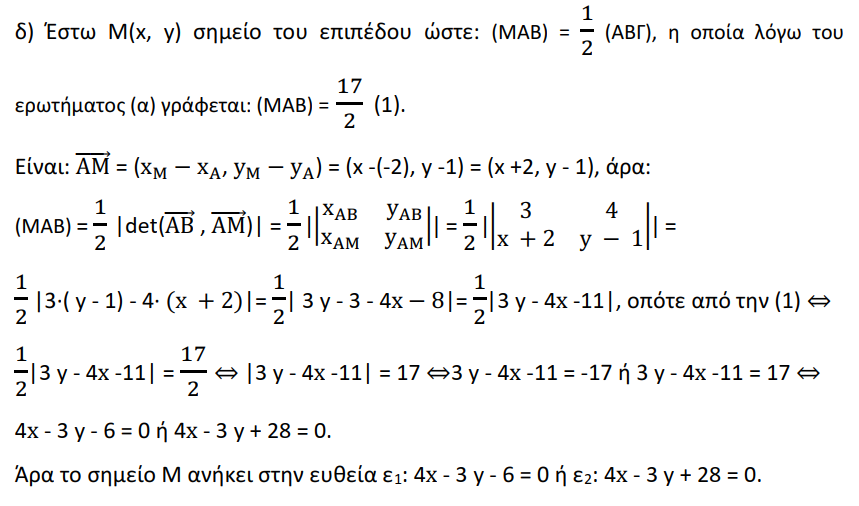 δ) Έστω Μ(x, y) σημείο του επιπέδου ώστε: (ΜΑΒ) = 1/2 (ΑΒΓ), η οποία λόγω του
ερωτήματος (α) γράφεται: (ΜΑΒ) = 17/2 (1).
Είναι: AM⃗ = (x_M − x_A, y_M − y_A) = (x -(-2), y -1) = (x +2, y - 1), άρα:
(ΜΑΒ) = 1/2 |det(AB⃗ , AM⃗)| = 1/2 ||x_AB y_AB x_AM y_AM|| = 1/2 ||3 4 x + 2 y − 1|| =
1/2 |3·( y - 1) - 4· (x + 2)|= 1/2| 3 y - 3 - 4x − 8|= 1/2|3 y - 4x -11|, οπότε από την (1) ⇔
1/2|3 y - 4x -11| = 17/2 ⇔ |3 y - 4x -11| = 17 ⇔3 y - 4x -11 = -17 ή 3 y - 4x -11 = 17 ⇔
4x - 3 y - 6 = 0 ή 4x - 3 y + 28 = 0.
Άρα το σημείο Μ ανήκει στην ευθεία ε₁: 4x - 3 y - 6 = 0 ή ε₂: 4x - 3 y + 28 = 0.